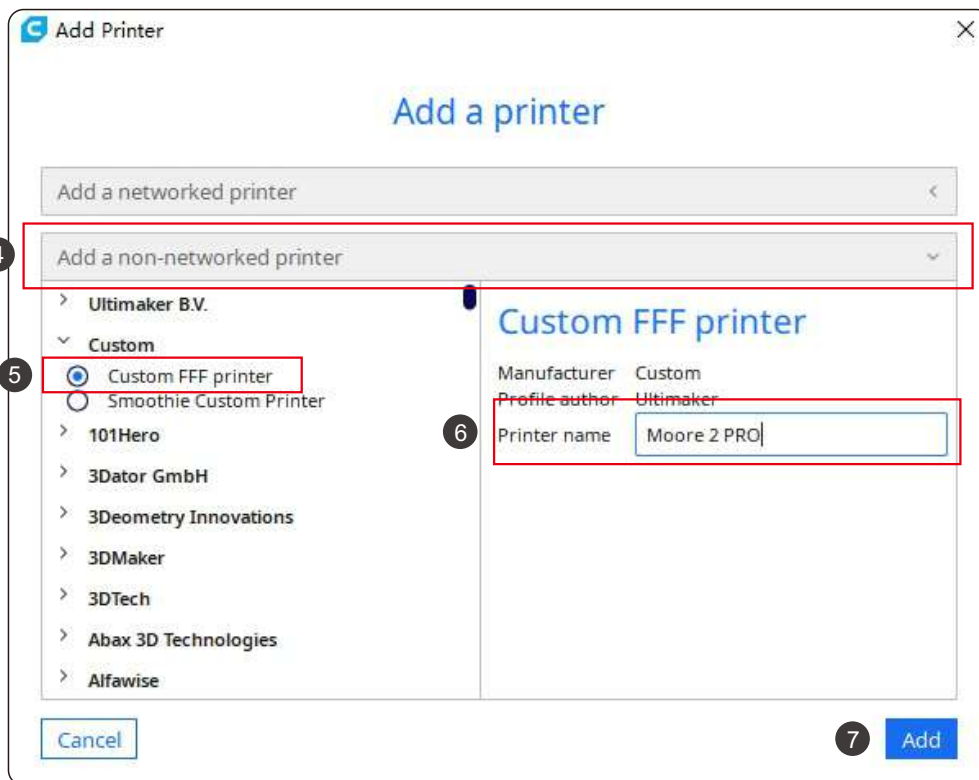 Add Printer
Add a printer
Add a networked printer
4
Add a non-networked printer
Ultimaker B.V.
Custom
5
Custom FFF printer
Smoothie Custom Printer
101Hero
3Dator GmbH
3Deometry Innovations
3DMaker
3DTech
Abax 3D Technologies
Alfawise
Custom FFF printer
Manufacturer Custom
Profile author Ultimaker
6 Printer name Moore 2 PRO
Cancel
7 Add